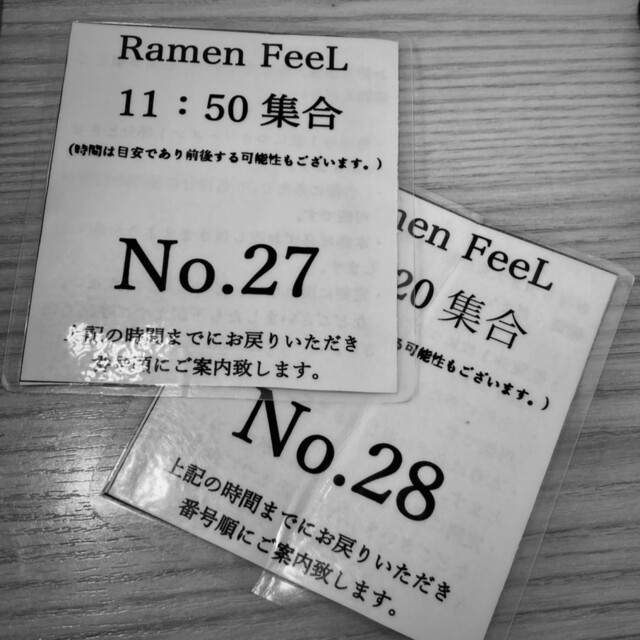 Ramen FeeL
11：50 集合
(時間は目安であり前後する可能性もございます。)
No.27
上記の時間までにお戻りいただき
番号順にご案内致します。
men FeeL
20 集合
る可能性もございます。)
No.28
上記の時間までにお戻りいただき
番号順にご案内致します。